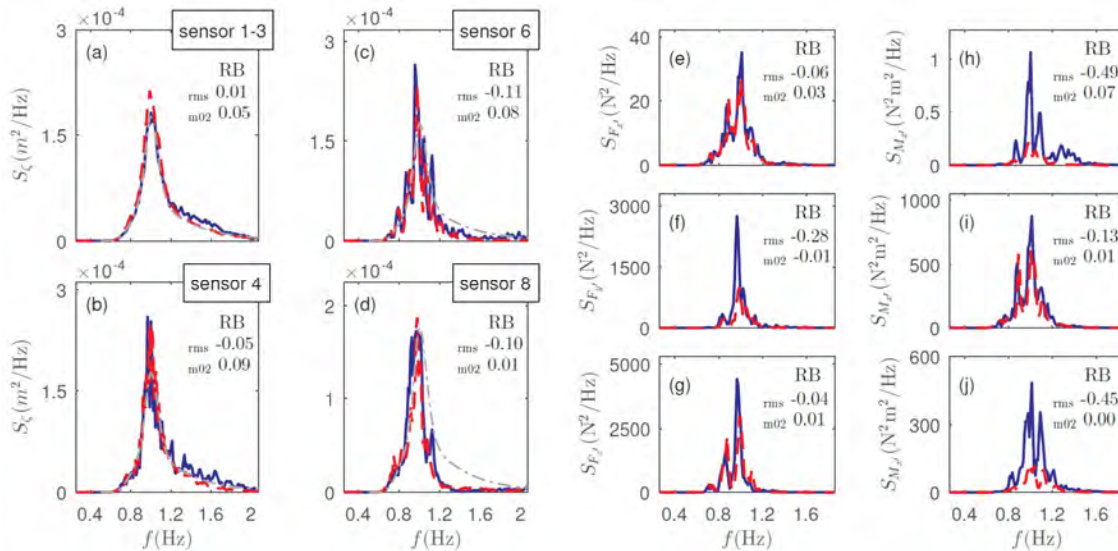 ×10⁻⁴
3
1.5
0
S_ζ(m²/Hz)
(a)
sensor 1-3
RB
rms 0.01
m02 0.05
×10⁻⁴
3
1.5
0
(c)
sensor 6
RB
rms -0.11
m02 0.08
×10⁻⁴
3
1.5
0
S_ζ(m²/Hz)
(b)
sensor 4
RB
rms -0.05
m02 0.09
0.4 0.8 1.2 1.6 2
f(Hz)
×10⁻⁴
2
1
0
(d)
sensor 8
RB
rms -0.10
m02 0.01
0.4 0.8 1.2 1.6 2
f(Hz)
40
20
0
(N²/Hz)
(e)
RB
rms -0.06
m02 0.03
1
0.5
0
(N²m²/Hz)
(h)
RB
rms -0.49
m02 0.07
3000
1500
0
(N²/Hz)
(f)
RB
rms -0.28
m02 -0.01
1000
500
0
(N²m²/Hz)
(i)
RB
rms -0.13
m02 0.01
5000
2500
0
(N²/Hz)
(g)
RB
rms -0.04
m02 0.01
0.4 0.8 1.2 1.6
f(Hz)
600
300
0
(N²m²/Hz)
(j)
RB
rms -0.45
m02 0.00
0.4 0.8 1.2 1.6
f(Hz)